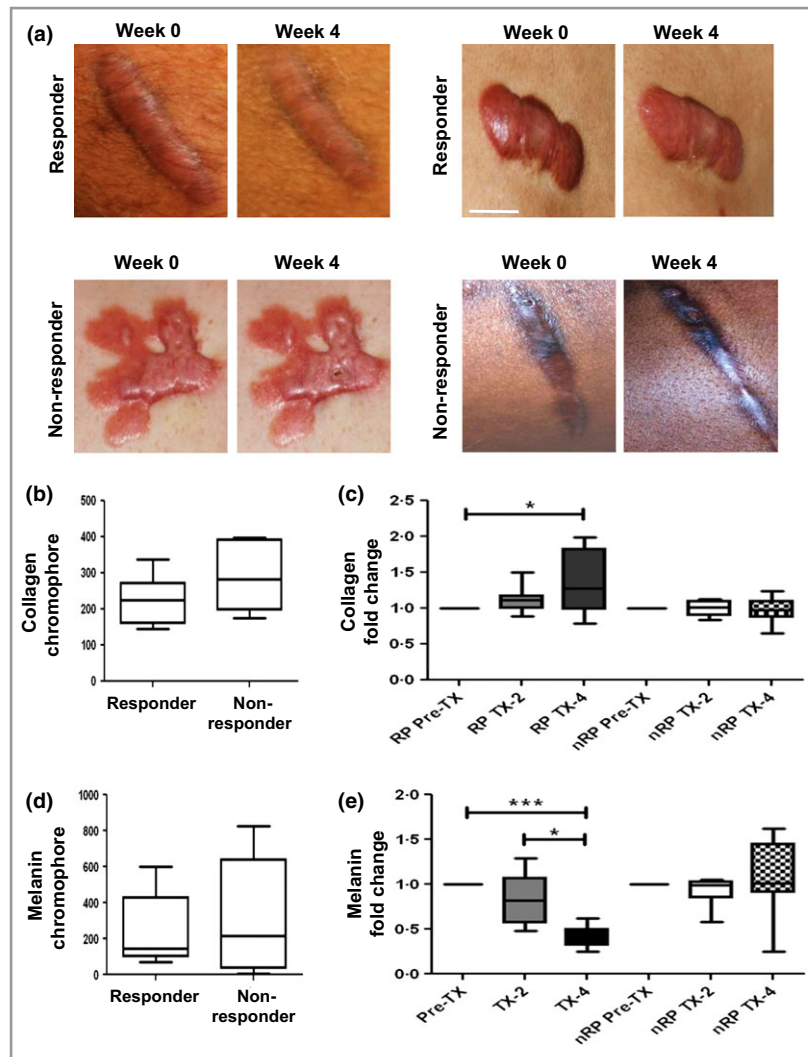 (a)
Week 0 Week 4 Week 0 Week 4
Responder Responder
Week 0 Week 4 Week 0 Week 4
Non-responder Non-responder
(b)
Collagen
chromophore
500
400
300
200
100
0
Responder Non-
responder
(c)
Collagen
fold change
2·5
2·0
1·5
1·0
0·5
0·0
*
RP Pre-TX
RP TX-2
RP TX-4
nRP Pre-TX
nRP TX-2
nRP TX-4
(d)
Melanin
chromophore
1000
800
600
400
200
0
Responder Non-
responder
(e)
Melanin
fold change
2·0
1·5
1·0
0·5
0·0
***
*
Pre-TX
TX-2
TX-4
nRP Pre-TX
nRP TX-2
nRP TX-4